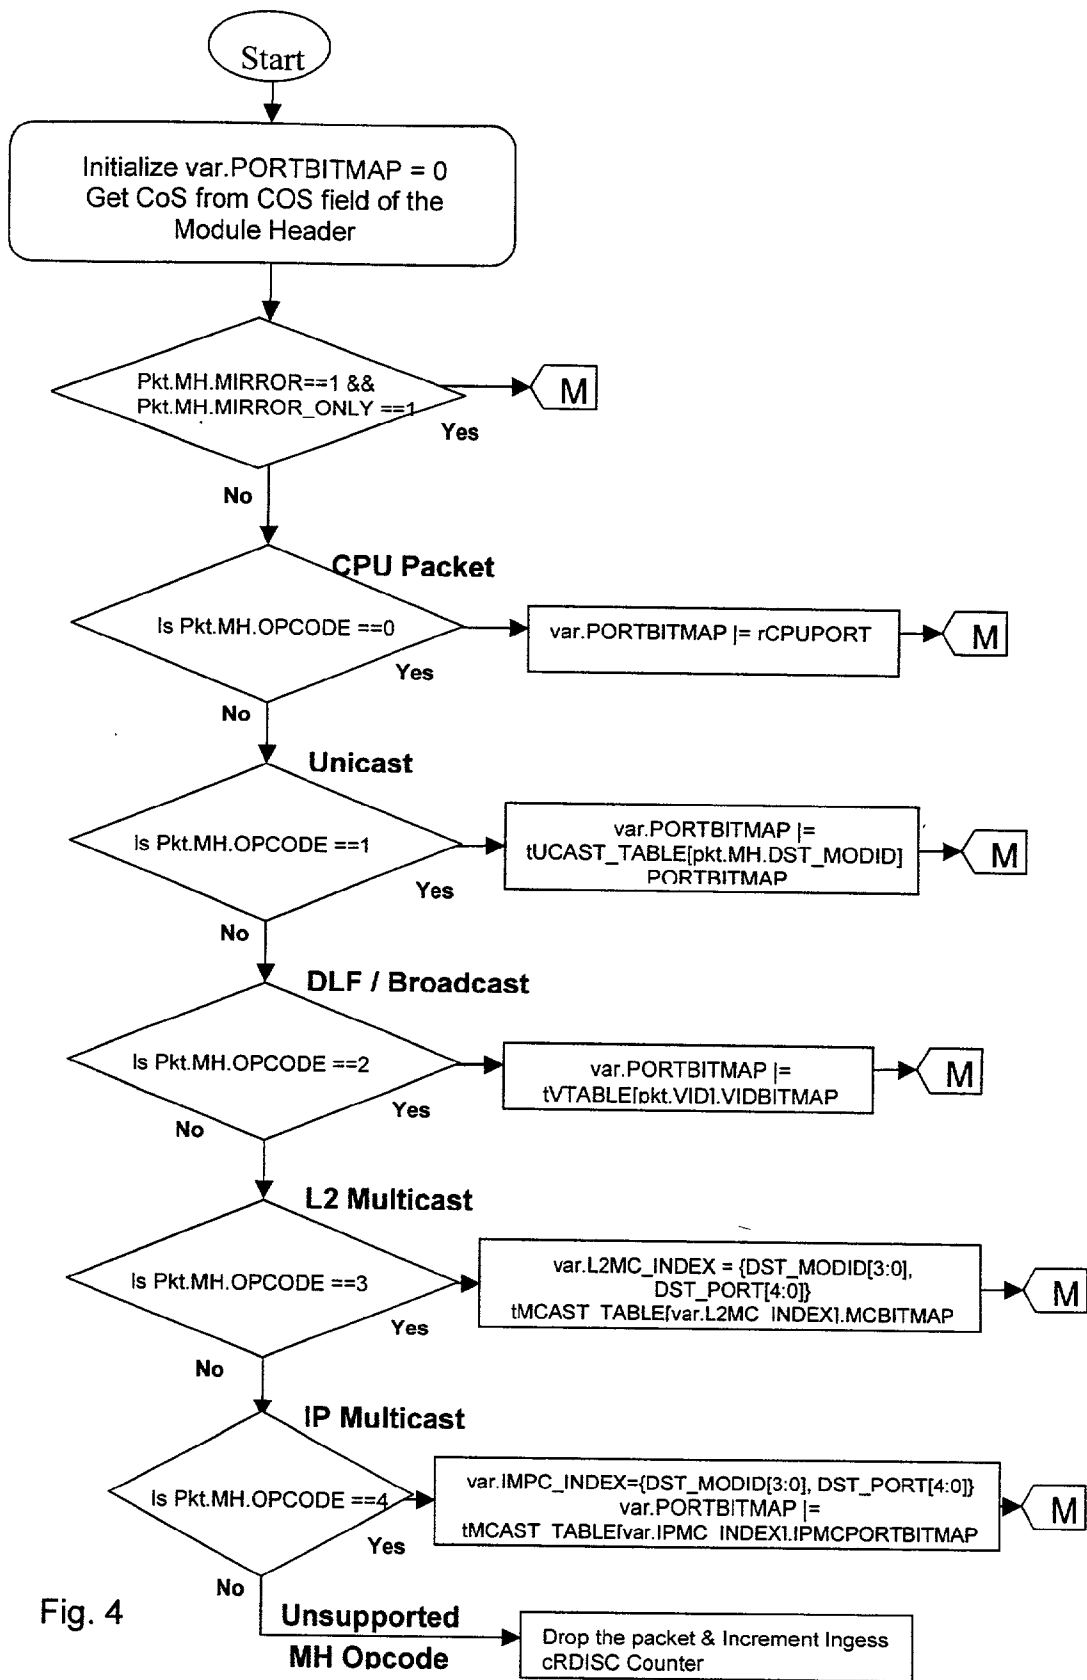 Start
Initialize var.PORTBITMAP = 0
Get CoS from COS field of the
Module Header
Pkt.MH.MIRROR==1 &&
Pkt.MH.MIRROR_ONLY ==1
M
Yes
No
CPU Packet
Is Pkt.MH.OPCODE ==0
var.PORTBITMAP |= rCPUPORT
M
Yes
No
Unicast
Is Pkt.MH.OPCODE ==1
var.PORTBITMAP |=
tUCAST_TABLE[pkt.MH.DST_MODID]
PORTBITMAP
M
Yes
No
DLF / Broadcast
Is Pkt.MH.OPCODE ==2
var.PORTBITMAP |=
tVTABLE[pkt.VID].VIDBITMAP
M
Yes
No
L2 Multicast
Is Pkt.MH.OPCODE ==3
var.L2MC_INDEX = {DST_MODID[3:0],
DST_PORT[4:0]}
tMCAST_TABLE[var.L2MC_INDEX].MCBITMAP
M
Yes
No
IP Multicast
Is Pkt.MH.OPCODE ==4
var.IMPC_INDEX={DST_MODID[3:0], DST_PORT[4:0]}
var.PORTBITMAP |=
tMCAST_TABLE[var.IPMC_INDEX].IPMCPORTBITMAP
M
Yes
No
Fig. 4
Unsupported
MH Opcode
Drop the packet & Increment Ingess
cRDISC Counter